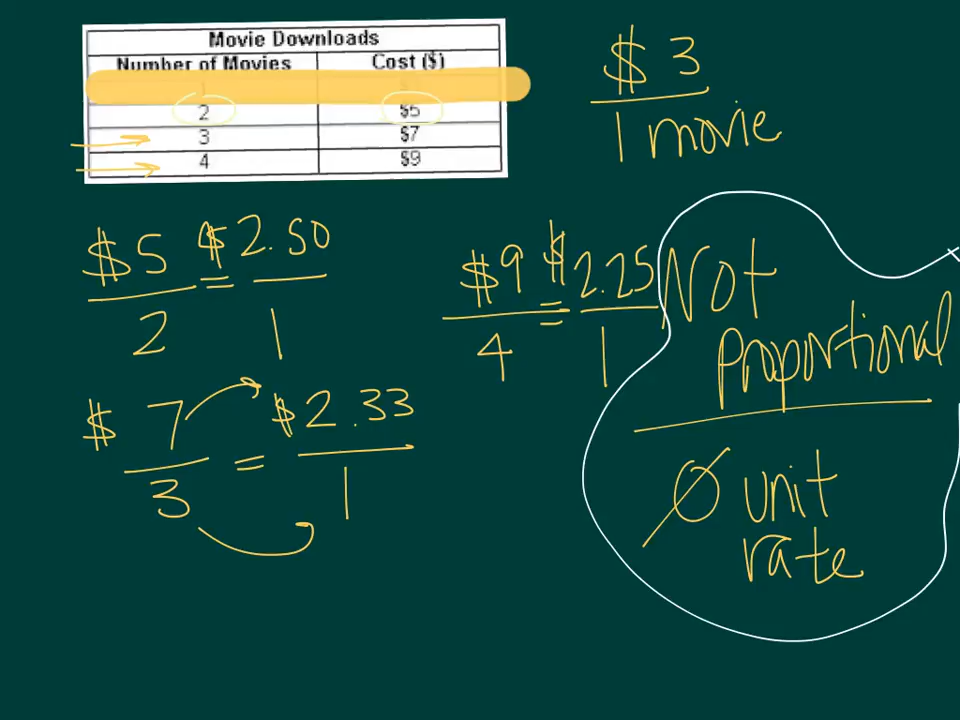 Movie Downloads
Number of Movies Cost ($)
2 $5
3 $7
4 $9
$ 3
1 movie
$5 = $2.50
2 1
$ 7 = $2.33
3 1
$9 = $2.25
4 1
Not
proportional
∅ unit
rate